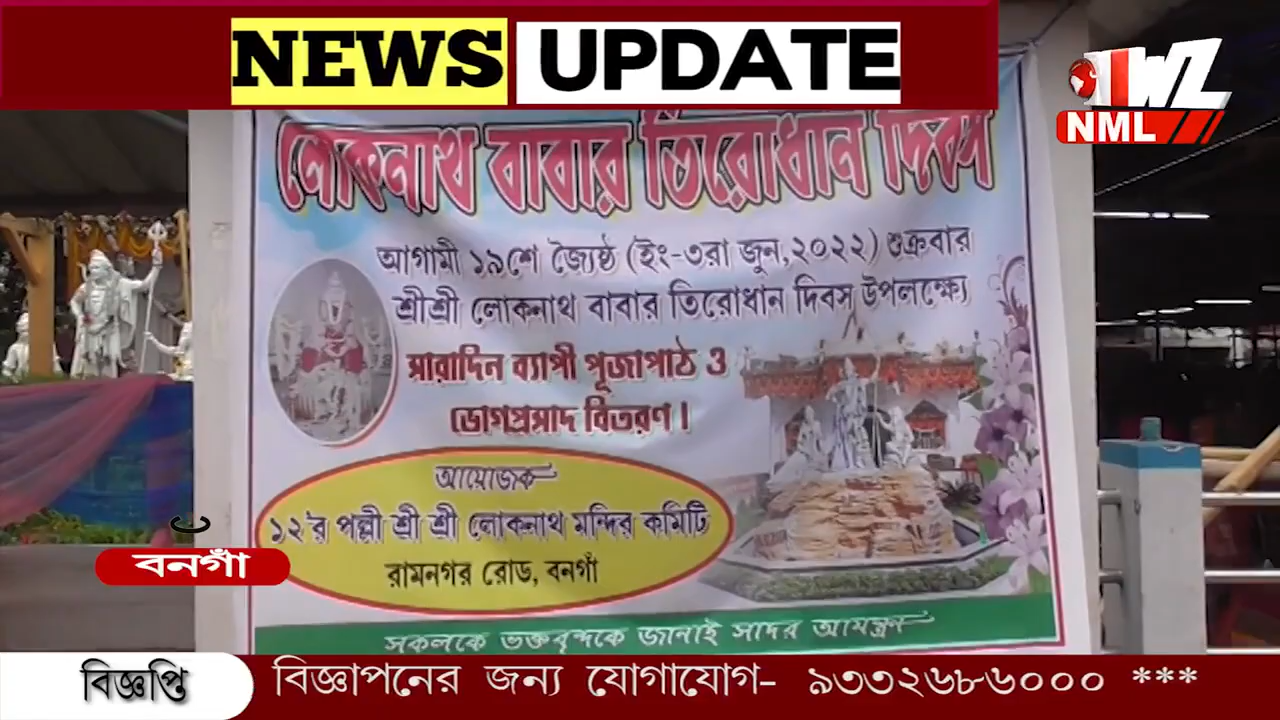 NEWS UPDATE
NML
লোকনাথ বাবার তিরোধান দিবস
আগামী ১৯শে জ্যৈষ্ঠ (ইং-৩রা জুন,২০২২) শুক্রবার
শ্রীশ্রী লোকনাথ বাবার তিরোধান দিবস উপলক্ষ্যে
সারাদিন ব্যাপী পূজাপাঠ ও
ভোগপ্রসাদ বিতরণ।
আয়োজক
১২'র পল্লী শ্রী শ্রী লোকনাথ মন্দির কমিটি
রামনগর রোড, বনগাঁ
সকলকে ভক্তবৃন্দকে জানাই সাদর আমন্ত্রণ
বনগাঁ
বিজ্ঞপ্তি
বিজ্ঞাপনের জন্য যোগাযোগ- ৯৩৩২৬৮৬০০০ ***